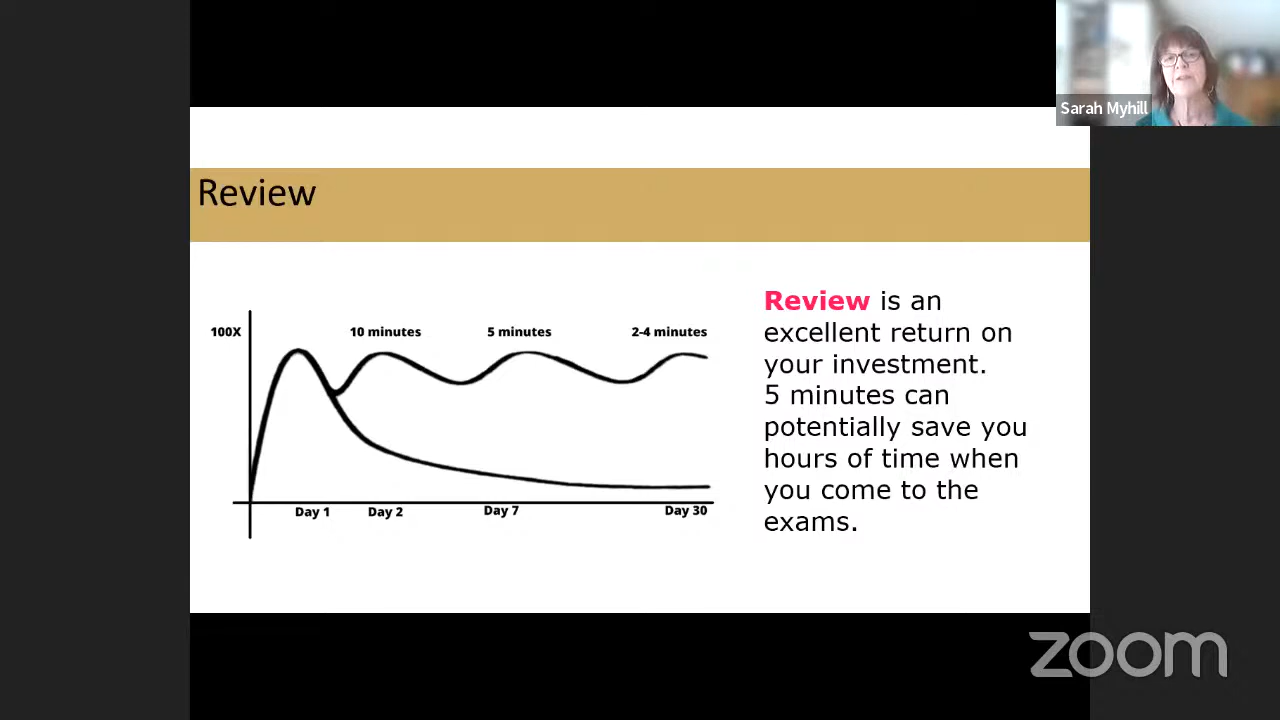 Sarah Myhill
Review
100X
10 minutes
5 minutes
2-4 minutes
Day 1
Day 2
Day 7
Day 30
Review is an
excellent return on
your investment.
5 minutes can
potentially save you
hours of time when
you come to the
exams.
zoom